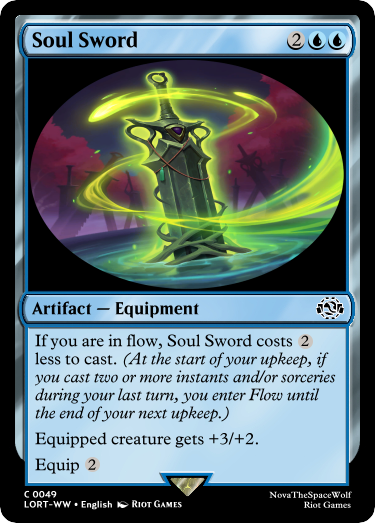 Soul Sword 2
Artifact — Equipment
If you are in flow, Soul Sword costs 2
less to cast. (At the start of your upkeep, if
you cast two or more instants and/or sorceries
during your last turn, you enter Flow until
the end of your next upkeep.)
Equipped creature gets +3/+2.
Equip 2
C 0049
LORT-WW • English RIOT GAMES
NovaTheSpaceWolf
Riot Games